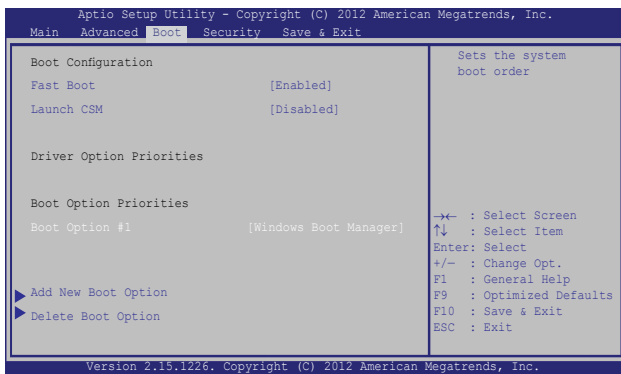 Aptio Setup Utility - Copyright (C) 2012 American Megatrends, Inc.
Main Advanced Boot Security Save & Exit
Boot Configuration
Fast Boot [Enabled]
Launch CSM [Disabled]
Driver Option Priorities
Boot Option Priorities
Boot Option #1 [Windows Boot Manager]
Add New Boot Option
Delete Boot Option
Sets the system
boot order
→← : Select Screen
↑↓ : Select Item
Enter: Select
+/— : Change Opt.
F1 : General Help
F9 : Optimized Defaults
F10 : Save & Exit
ESC : Exit
Version 2.15.1226. Copyright (C) 2012 American Megatrends, Inc.